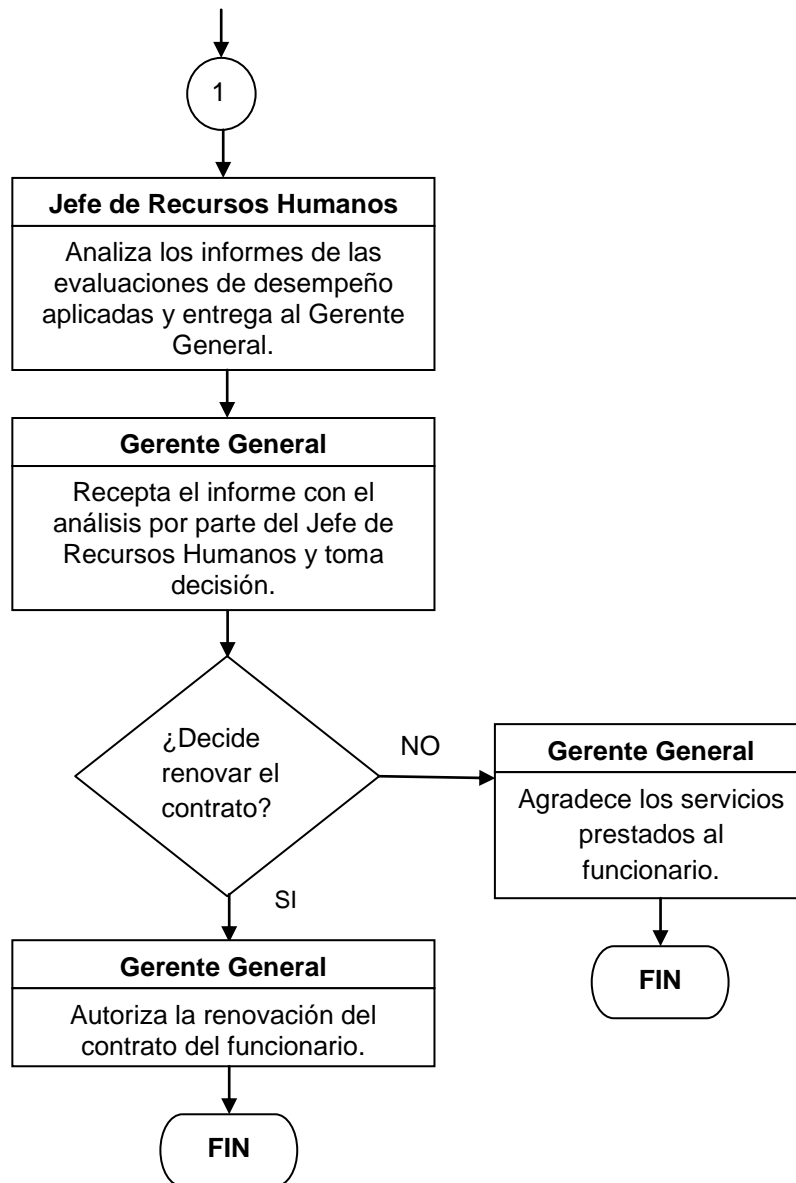 1
Jefe de Recursos Humanos
Analiza los informes de las
evaluaciones de desempeño
aplicadas y entrega al Gerente
General.
Gerente General
Recepta el informe con el
análisis por parte del Jefe de
Recursos Humanos y toma
decisión.
¿Decide
renovar el
contrato?
NO
Gerente General
Agradece los servicios
prestados al
funcionario.
FIN
SI
Gerente General
Autoriza la renovación del
contrato del funcionario.
FIN